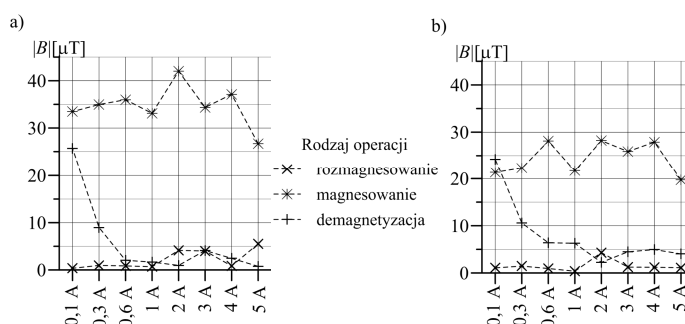 a)
|B|[μT]
40
30
20
10
0
0,1 A
0,3 A
0,6 A
1 A
2 A
3 A
4 A
5 A
Rodzaj operacji
rozmagnesowanie
magnesowanie
demagnetyzacja
b)
|B|[μT]
40
30
20
10
0
0,1 A
0,3 A
0,6 A
1 A
2 A
3 A
4 A
5 A